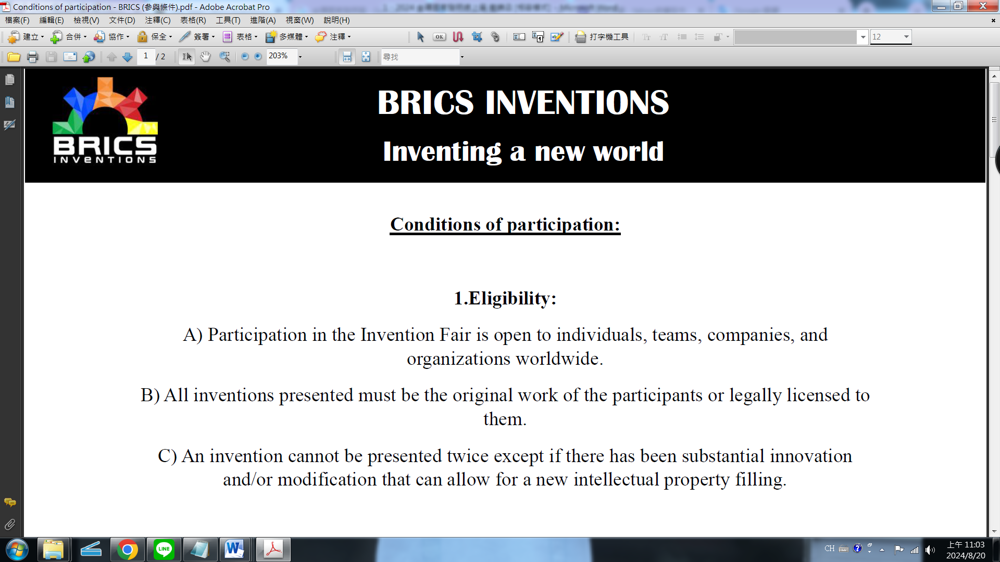 Conditions of participation - BRICS (參與條件).pdf - Adobe Acrobat Pro
檔案(F) 編輯(E) 檢視(V) 文件(D) 注釋(C) 表格(R) 工具(T) 進階(A) 視窗(W) 說明(H)
建立 合併 協作 保全 簽署 表格 多媒體 注釋 OK 打字機工具 12
1 / 2 203% 尋找
BRICS
INVENTIONS
BRICS INVENTIONS
Inventing a new world
Conditions of participation:
1.Eligibility:
A) Participation in the Invention Fair is open to individuals, teams, companies, and
organizations worldwide.
B) All inventions presented must be the original work of the participants or legally licensed to
them.
C) An invention cannot be presented twice except if there has been substantial innovation
and/or modification that can allow for a new intellectual property filling.
LINE
CH
上午 11:03
2024/8/20